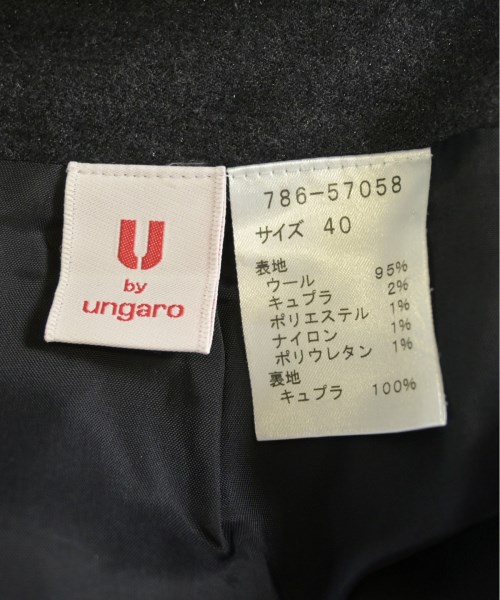 U
by
ungaro
786-57058
サイズ 40
表地
ウール 95%
キュプラ 2%
ポリエステル 1%
ナイロン 1%
ポリウレタン 1%
裏地
キュプラ 100%